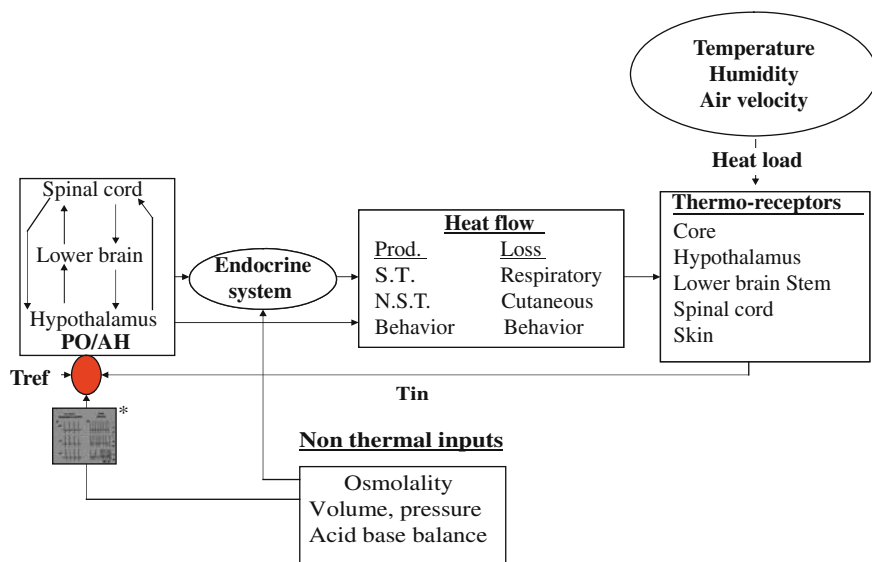 Temperature
Humidity
Air velocity
Heat load
Spinal cord
Lower brain
Hypothalamus
PO/AH
Endocrine
system
Heat flow
Prod. Loss
S.T. Respiratory
N.S.T. Cutaneous
Behavior Behavior
Thermo-receptors
Core
Hypothalamus
Lower brain Stem
Spinal cord
Skin
Tref
Tin
*
Non thermal inputs
Osmolality
Volume, pressure
Acid base balance